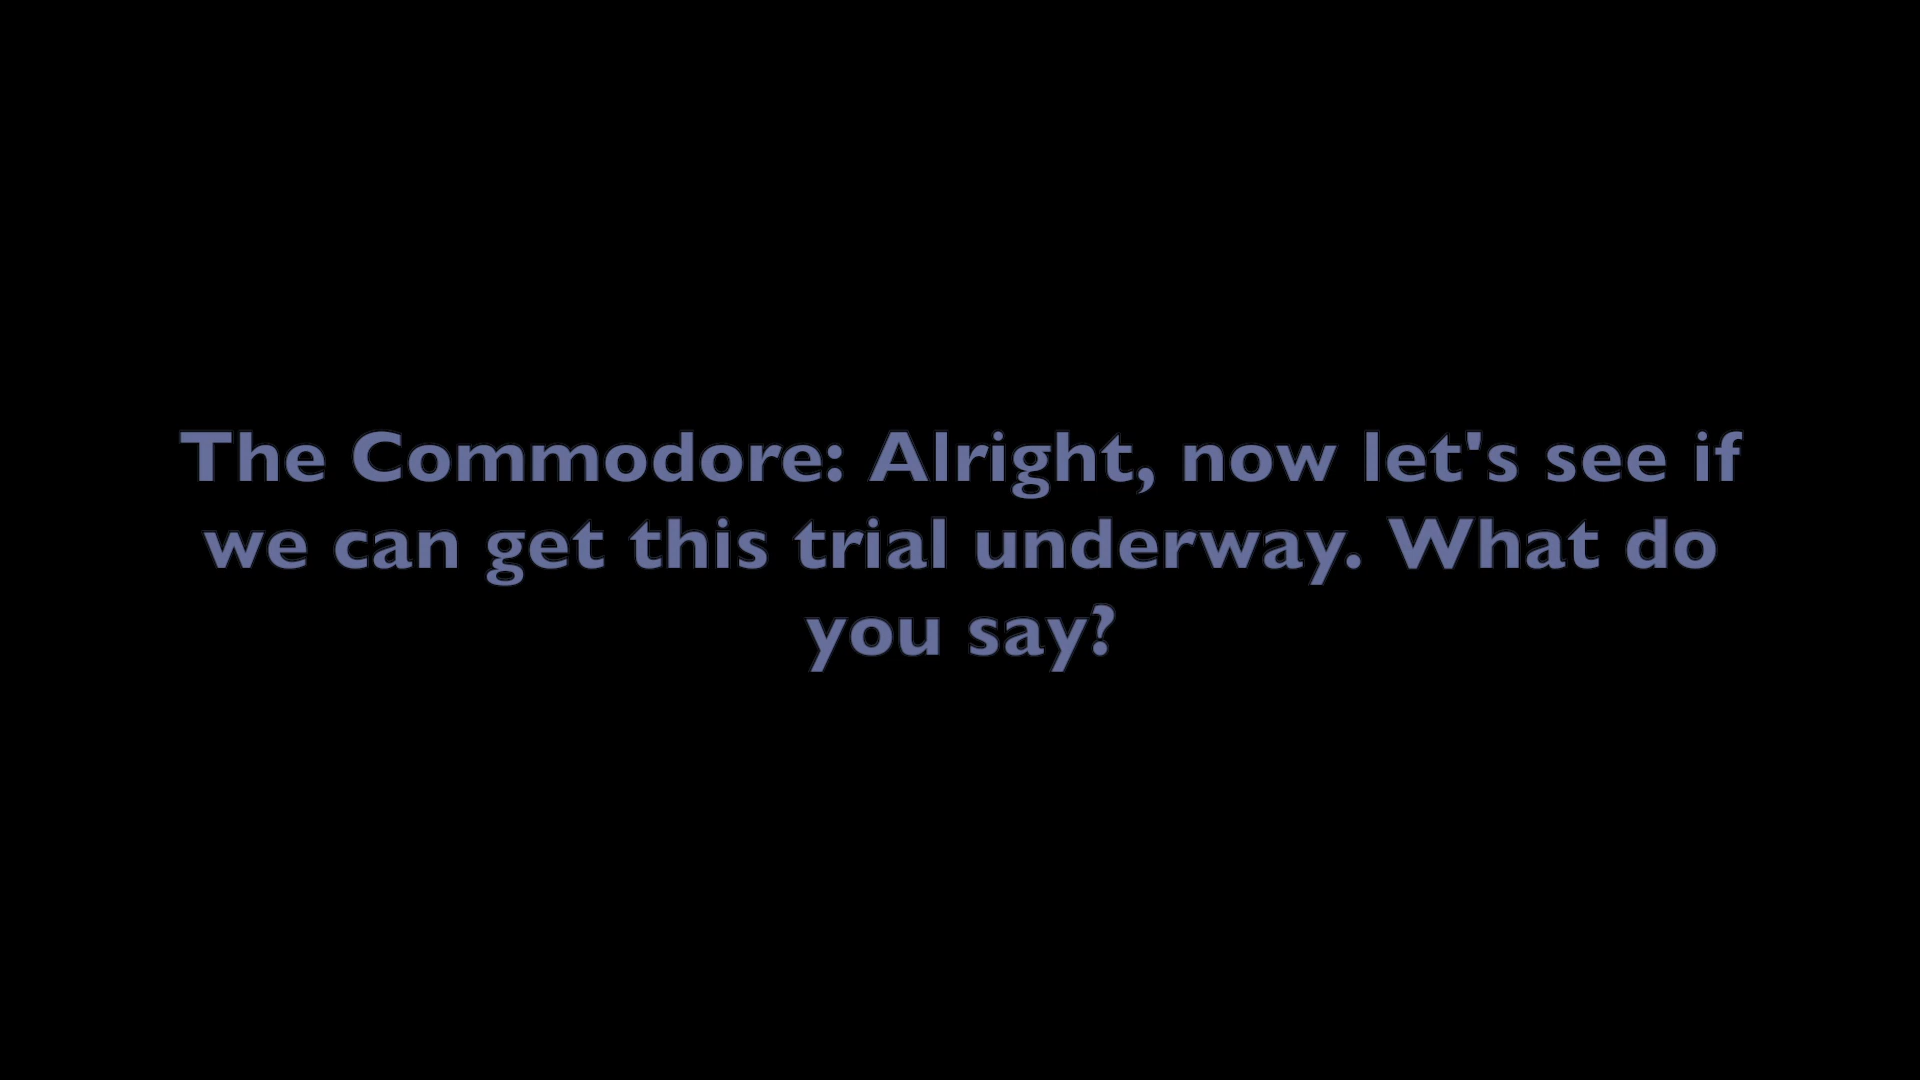 The Commodore: Alright, now let's see if
we can get this trial underway. What do
you say?